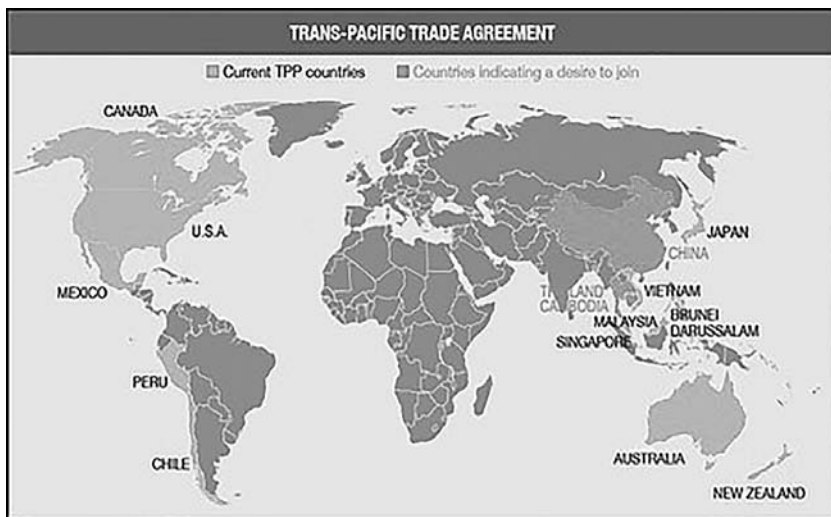 TRANS-PACIFIC TRADE AGREEMENT
Current TPP countries Countries indicating a desire to join
CANADA
U.S.A.
JAPAN
CHINA
MEXICO
THAILAND
VIETNAM
CAMBODIA
MALAYSIA
BRUNEI
DARUSSALAM
SINGAPORE
PERU
CHILE
AUSTRALIA
NEW ZEALAND